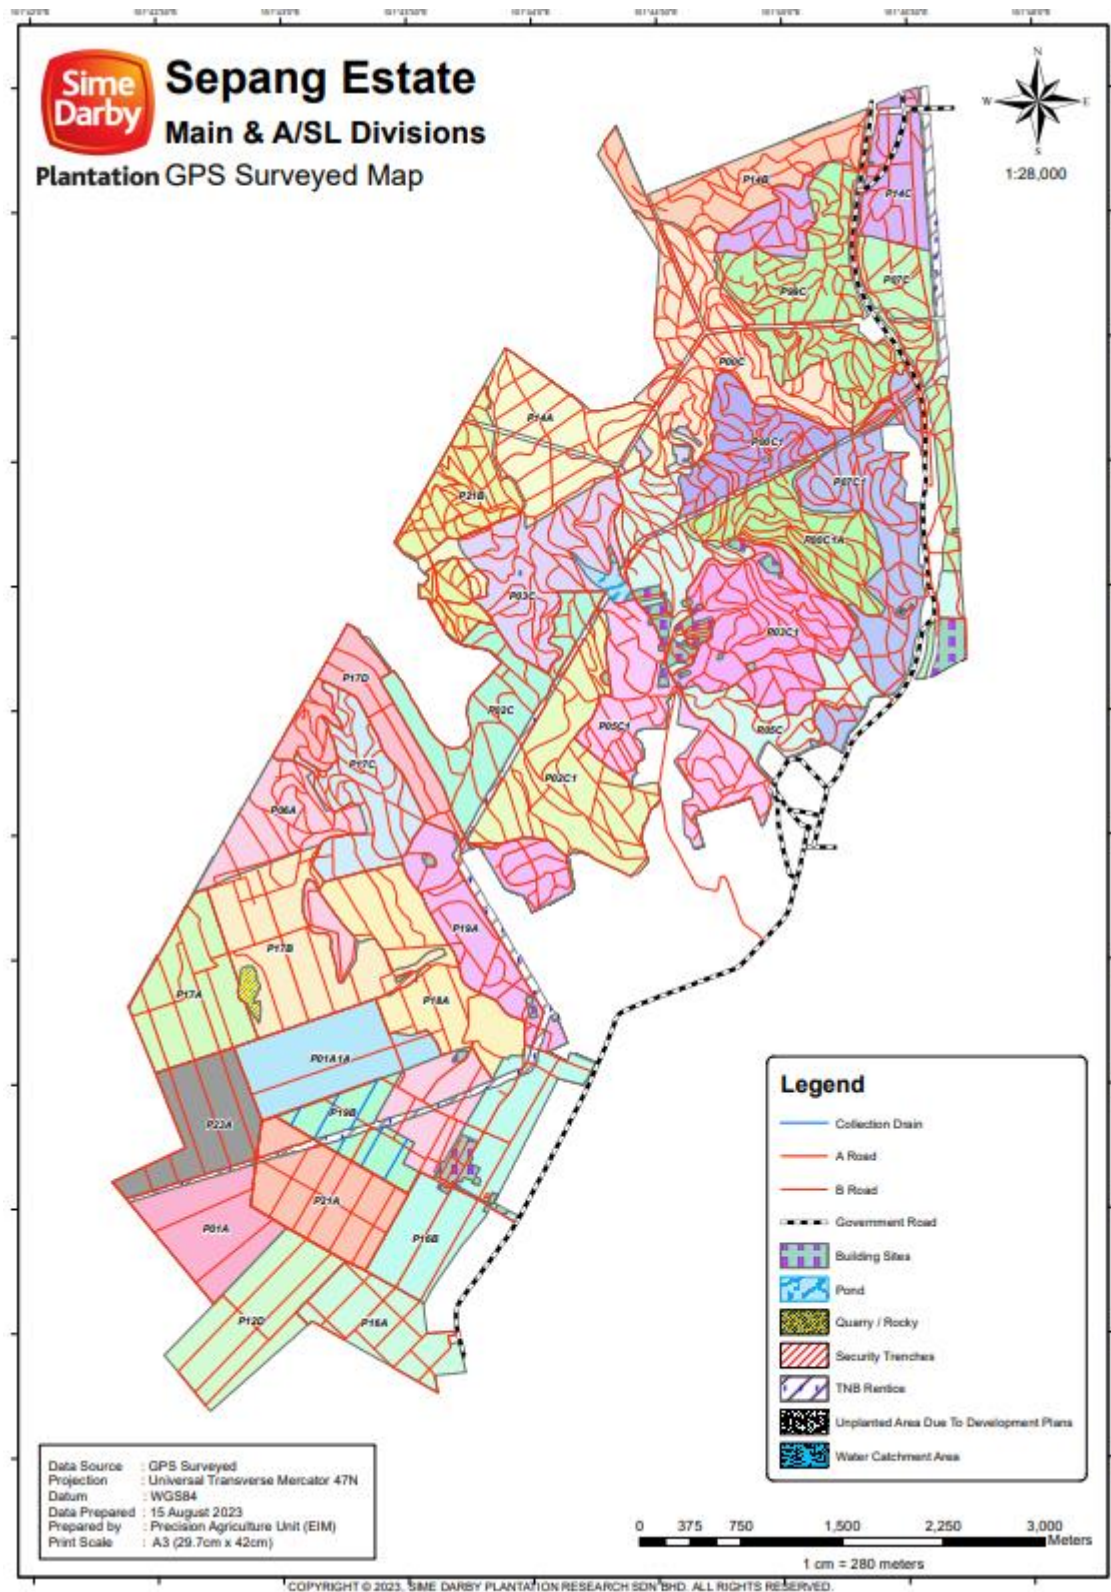 Sime
Darby
Plantation
Sepang Estate
Main & A/SL Divisions
GPS Surveyed Map
N
W
E
S
1:28,000
P14B
P14C
P07C
P00C
P14A
P21B
P07C1
P00C1A
P03C
P03C1
P17D
P02C
P05C1
P05C
P17C
P02C1
P06A
P19A
P17B
P17A
P18A
P01A1A
P19B
P23A
P21A
P01A
P16B
P12D
P16A
Legend
Collection Drain
A Road
B Road
Government Road
Building Sites
Pond
Quarry / Rocky
Security Trenches
TNB Rentice
Unplanted Area Due To Development Plans
Water Catchment Area
Data Source : GPS Surveyed
Projection : Universal Transverse Mercator 47N
Datum : WGS84
Data Prepared : 15 August 2023
Prepared by : Precision Agriculture Unit (EIM)
Print Scale : A3 (29.7cm x 42cm)
0 375 750 1,500 2,250 3,000
Meters
1 cm = 280 meters
COPYRIGHT © 2023, SIME DARBY PLANTATION RESEARCH SDN BHD. ALL RIGHTS RESERVED.